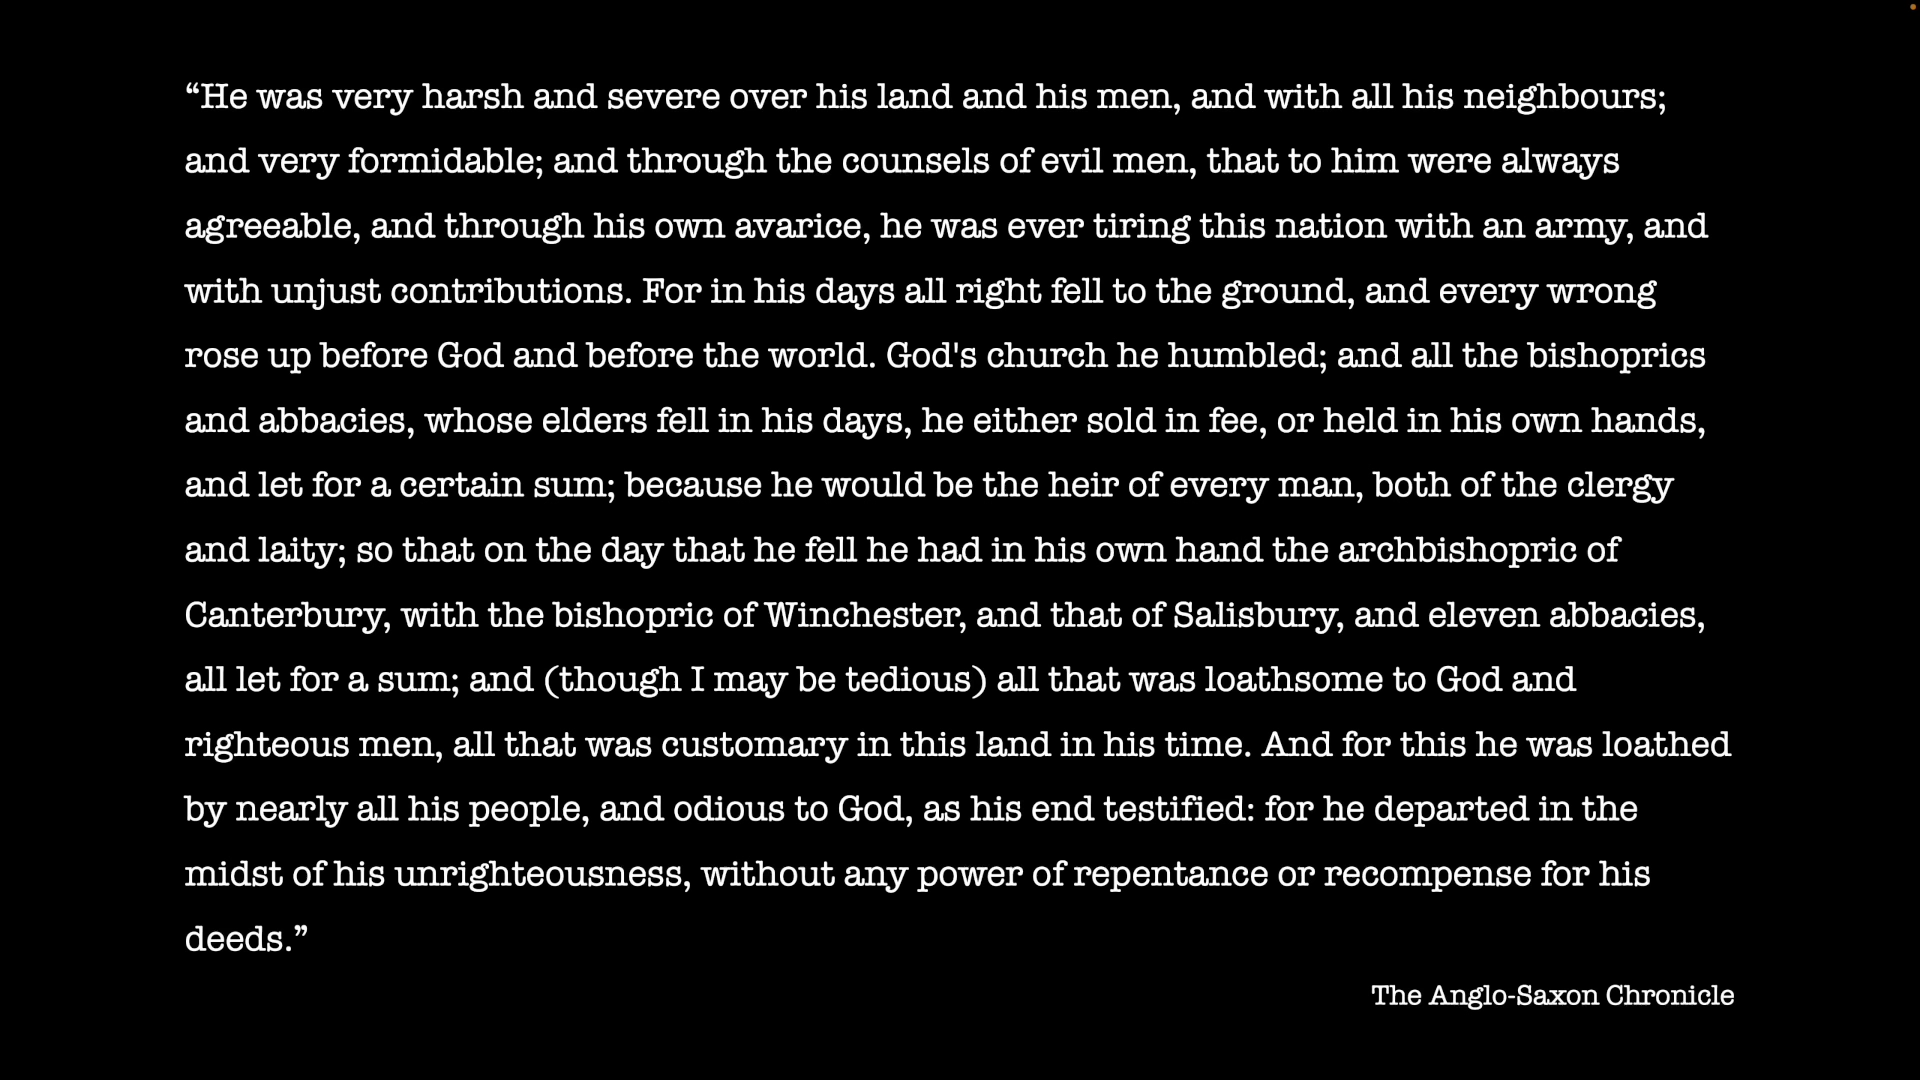 “He was very harsh and severe over his land and his men, and with all his neighbours;
and very formidable; and through the counsels of evil men, that to him were always
agreeable, and through his own avarice, he was ever tiring this nation with an army, and
with unjust contributions. For in his days all right fell to the ground, and every wrong
rose up before God and before the world. God's church he humbled; and all the bishoprics
and abbacies, whose elders fell in his days, he either sold in fee, or held in his own hands,
and let for a certain sum; because he would be the heir of every man, both of the clergy
and laity; so that on the day that he fell he had in his own hand the archbishopric of
Canterbury, with the bishopric of Winchester, and that of Salisbury, and eleven abbacies,
all let for a sum; and (though I may be tedious) all that was loathsome to God and
righteous men, all that was customary in this land in his time. And for this he was loathed
by nearly all his people, and odious to God, as his end testified: for he departed in the
midst of his unrighteousness, without any power of repentance or recompense for his
deeds.”
The Anglo-Saxon Chronicle